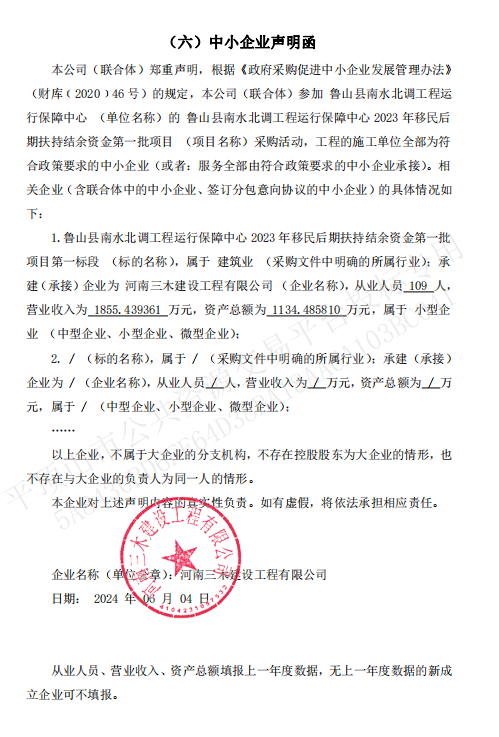 （六）中小企业声明函
本公司（联合体）郑重声明，根据《政府采购促进中小企业发展管理办法》
（财库﹝2020﹞46 号）的规定，本公司（联合体）参加 鲁山县南水北调工程运
行保障中心 （单位名称）的 鲁山县南水北调工程运行保障中心 2023 年移民后
期扶持结余资金第一批项目 （项目名称）采购活动，工程的施工单位全部为符
合政策要求的中小企业（或者：服务全部由符合政策要求的中小企业承接）。相
关企业（含联合体中的中小企业、签订分包意向协议的中小企业）的具体情况如
下：
1.鲁山县南水北调工程运行保障中心 2023 年移民后期扶持结余资金第一批
项目第一标段 （标的名称），属于 建筑业 （采购文件中明确的所属行业）；承
建（承接）企业为 河南三木建设工程有限公司 （企业名称），从业人员 109 人，
营业收入为 1855.439361 万元，资产总额为 1134.485810 万元，属于 小型企
业 （中型企业、小型企业、微型企业）；
2. / （标的名称），属于 / （采购文件中明确的所属行业）；承建（承接）
企业为 / （企业名称），从业人员 / 人，营业收入为 / 万元，资产总额为 / 万
元，属于 / （中型企业、小型企业、微型企业）；
……
以上企业，不属于大企业的分支机构，不存在控股股东为大企业的情形，也
不存在与大企业的负责人为同一人的情形。
本企业对上述声明内容的真实性负责。如有虚假，将依法承担相应责任。
河南三木建设工程有限公司
企业名称（单位盖章）：河南三木建设工程有限公司
日期： 2024 年 06 月 04 日
从业人员、营业收入、资产总额填报上一年度数据，无上一年度数据的新成
立企业可不填报。